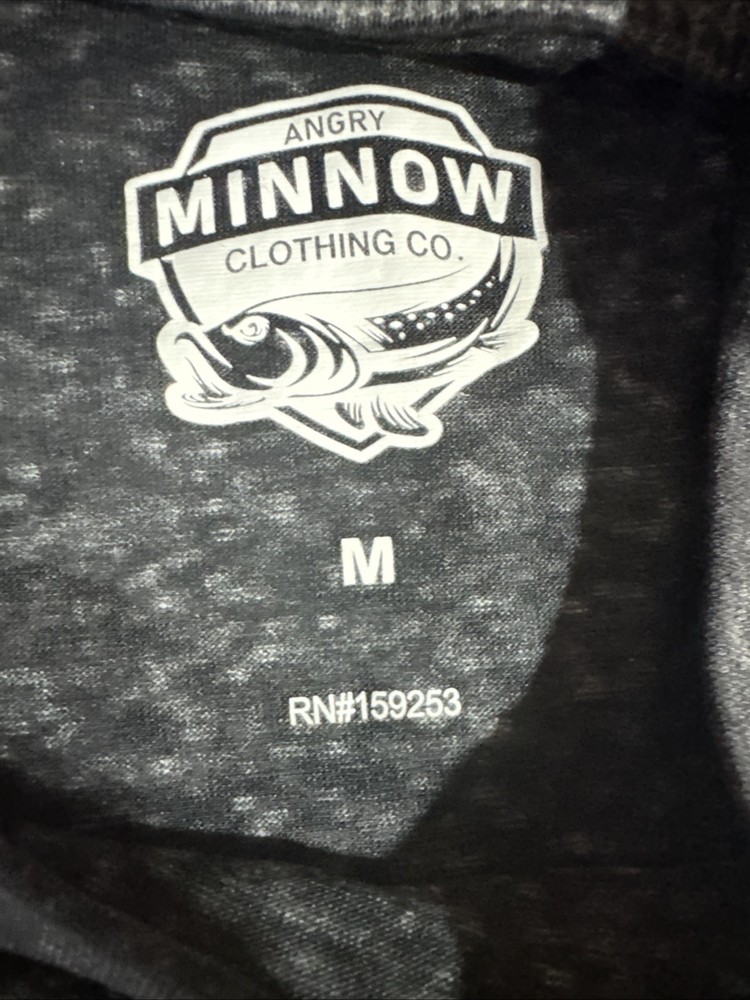 ANGRY
MINNOW
CLOTHING CO.
M
RN#159253